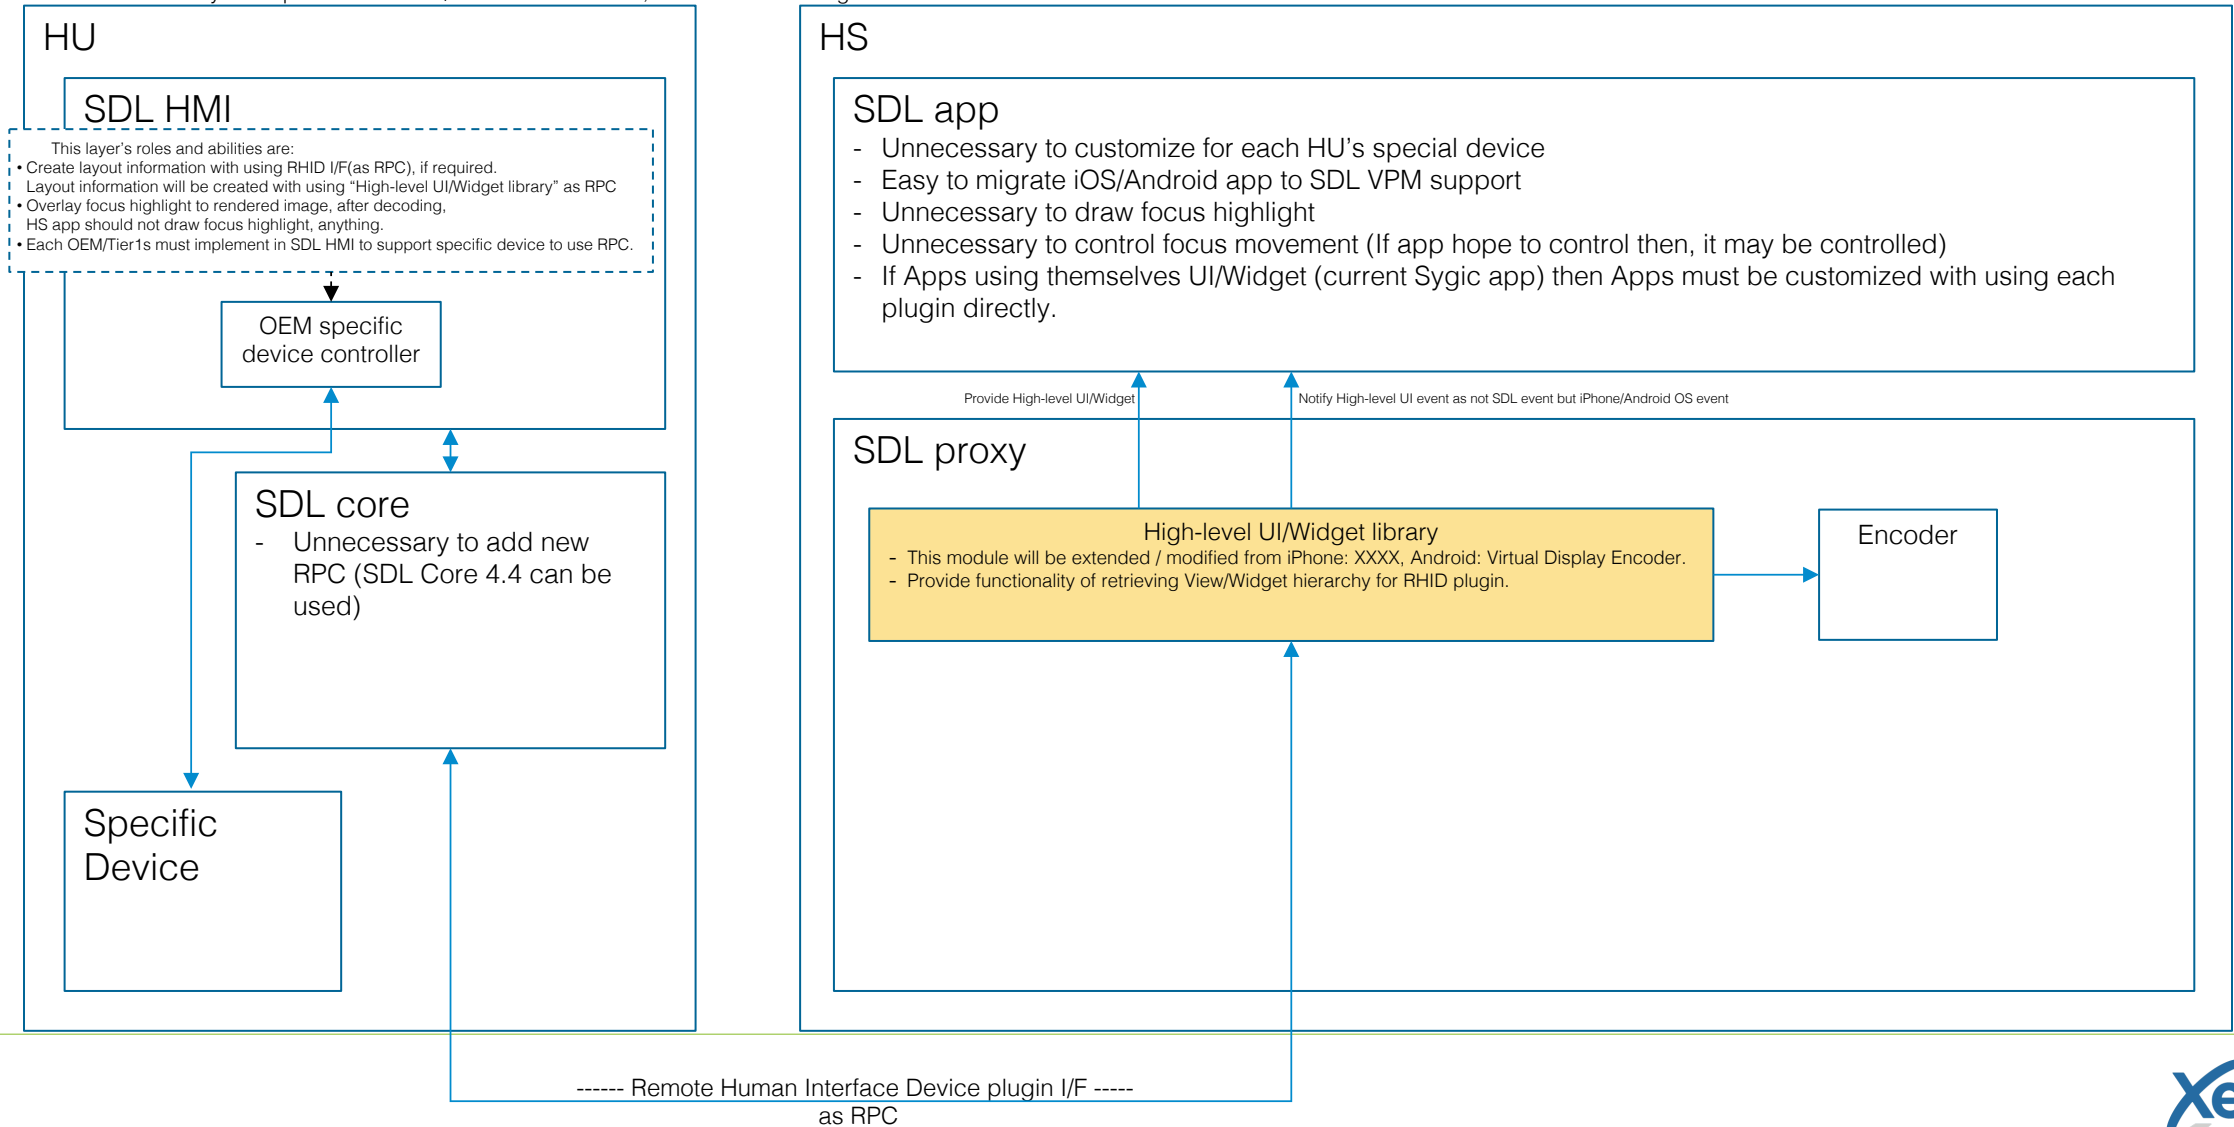 HU
SDL HMI
This layer's roles and abilities are:
• Create layout information with using RHID I/F(as RPC), if required.
Layout information will be created with using “High-level UI/Widget library” as RPC
• Overlay focus highlight to rendered image, after decoding,
HS app should not draw focus highlight, anything.
• Each OEM/Tier1s must implement in SDL HMI to support specific device to use RPC.
OEM specific
device controller
SDL core
- Unnecessary to add new
RPC (SDL Core 4.4 can be
used)
Specific
Device
HS
SDL app
- Unnecessary to customize for each HU's special device
- Easy to migrate iOS/Android app to SDL VPM support
- Unnecessary to draw focus highlight
- Unnecessary to control focus movement (If app hope to control then, it may be controlled)
- If Apps using themselves UI/Widget (current Sygic app) then Apps must be customized with using each
plugin directly.
Provide High-level UI/Widget
Notify High-level UI event as not SDL event but iPhone/Android OS event
SDL proxy
High-level UI/Widget library
- This module will be extended / modified from iPhone: XXXX, Android: Virtual Display Encoder.
- Provide functionality of retrieving View/Widget hierarchy for RHID plugin.
Encoder
------ Remote Human Interface Device plugin I/F -----
as RPC
Xe